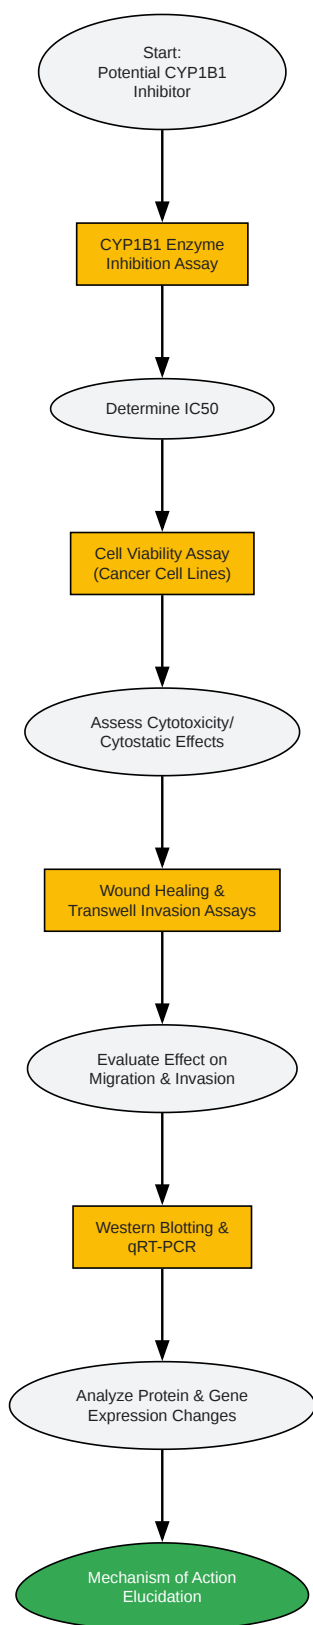 Start:
Potential CYP1B1
Inhibitor
CYP1B1 Enzyme
Inhibition Assay
Determine IC50
Cell Viability Assay
(Cancer Cell Lines)
Assess Cytotoxicity/
Cytostatic Effects
Wound Healing &
Transwell Invasion Assays
Evaluate Effect on
Migration & Invasion
Western Blotting &
qRT-PCR
Analyze Protein & Gene
Expression Changes
Mechanism of Action
Elucidation